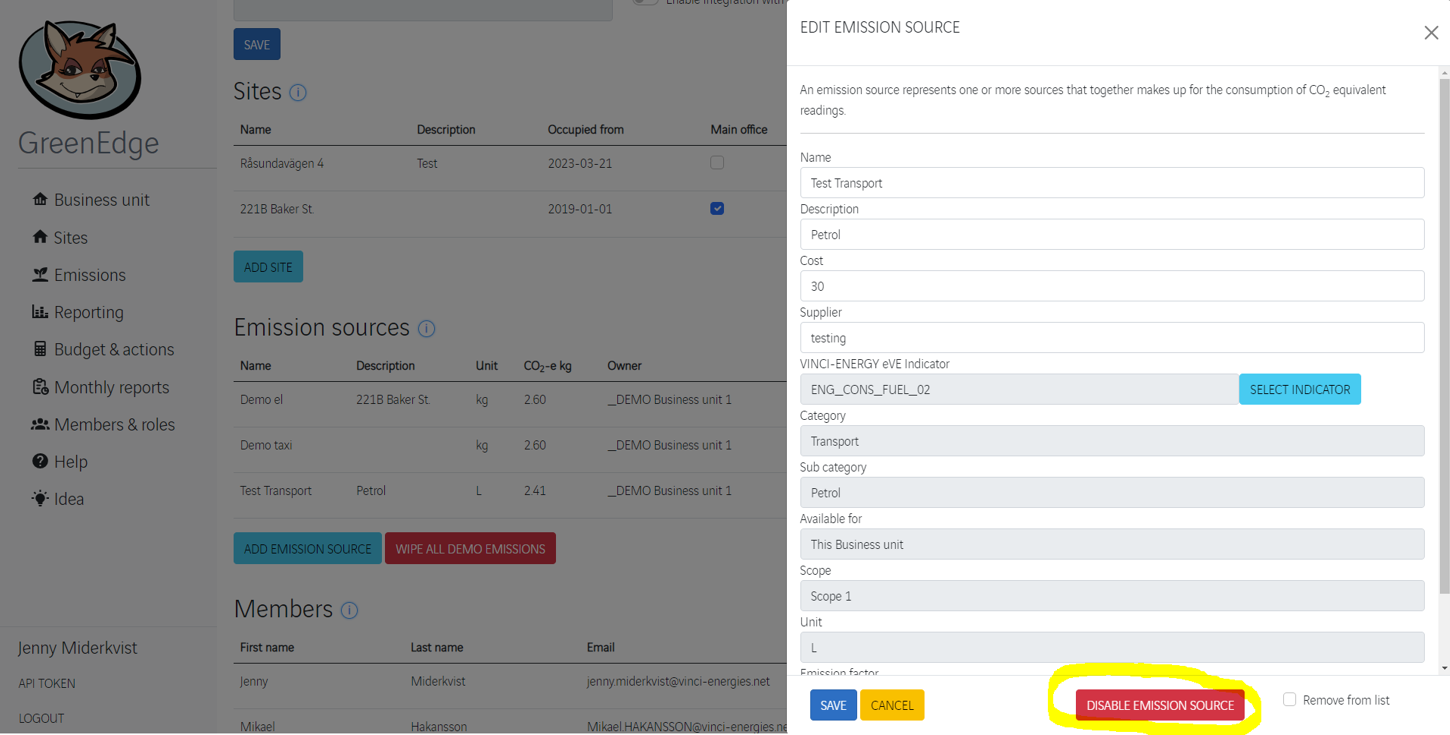 GreenEdge
Business unit
Sites
Emissions
Reporting
Budget & actions
Monthly reports
Members & roles
Help
Idea
Jenny Miderkvist
API TOKEN
LOGOUT
Enable integration with
SAVE
Sites
Name Description Occupied from Main office
Råsundavägen 4 Test 2023-03-21
221B Baker St. 2019-01-01
ADD SITE
Emission sources
Name Description Unit CO2-e kg Owner
Demo el 221B Baker St. kg 2.60 _DEMO Business unit 1
Demo taxi kg 2.60 _DEMO Business unit 1
Test Transport Petrol L 2.41 _DEMO Business unit 1
ADD EMISSION SOURCE WIPE ALL DEMO EMISSIONS
Members
First name Last name Email
Jenny Miderkvist jenny.miderkvist@vinci-energies.net
Mikael Hakansson Mikael.HAKANSSON@vinci-energies.ne
EDIT EMISSION SOURCE
An emission source represents one or more sources that together makes up for the consumption of CO2 equivalent
readings.
Name
Test Transport
Description
Petrol
Cost
30
Supplier
testing
VINCI-ENERGY eVE Indicator
ENG_CONS_FUEL_02 SELECT INDICATOR
Category
Transport
Sub category
Petrol
Available for
This Business unit
Scope
Scope 1
Unit
L
Emission factor
SAVE CANCEL DISABLE EMISSION SOURCE Remove from list